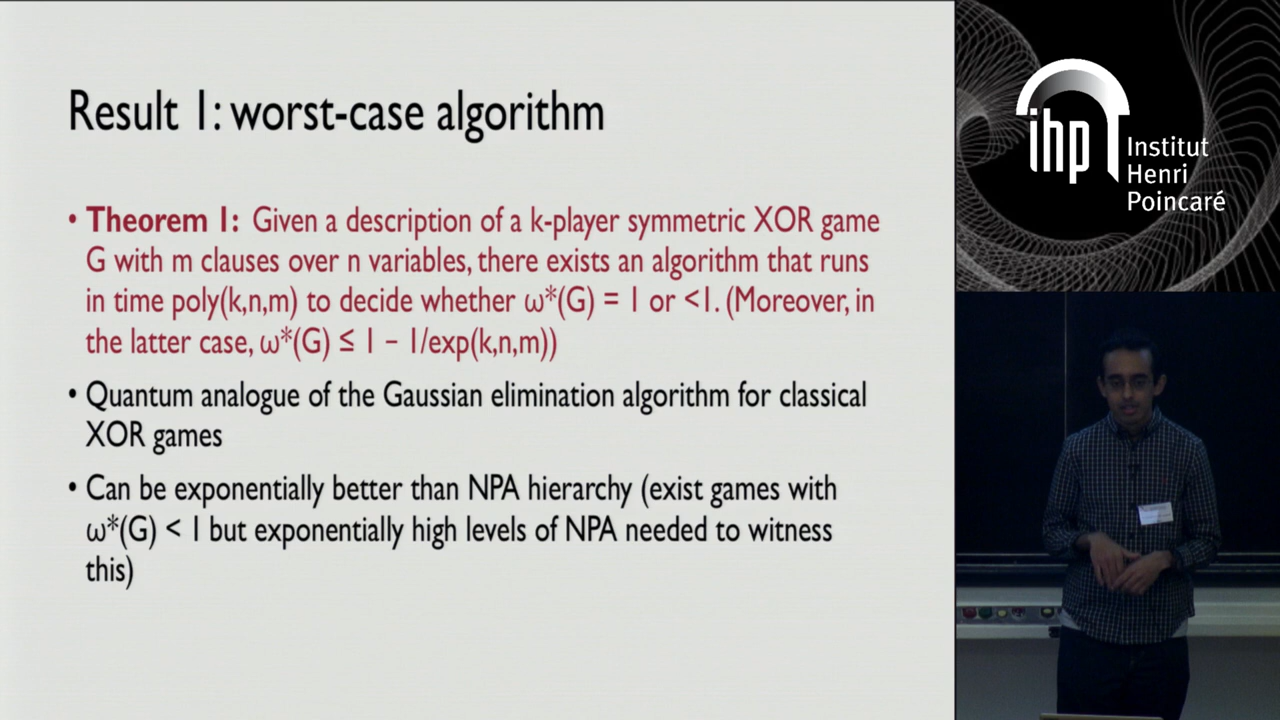 Result 1: worst-case algorithm
• Theorem 1: Given a description of a k-player symmetric XOR game
G with m clauses over n variables, there exists an algorithm that runs
in time poly(k,n,m) to decide whether ω*(G) = 1 or <1. (Moreover, in
the latter case, ω*(G) ≤ 1 − 1/exp(k,n,m))
• Quantum analogue of the Gaussian elimination algorithm for classical
XOR games
• Can be exponentially better than NPA hierarchy (exist games with
ω*(G) < 1 but exponentially high levels of NPA needed to witness
this)
ihp
Institut
Henri
Poincaré